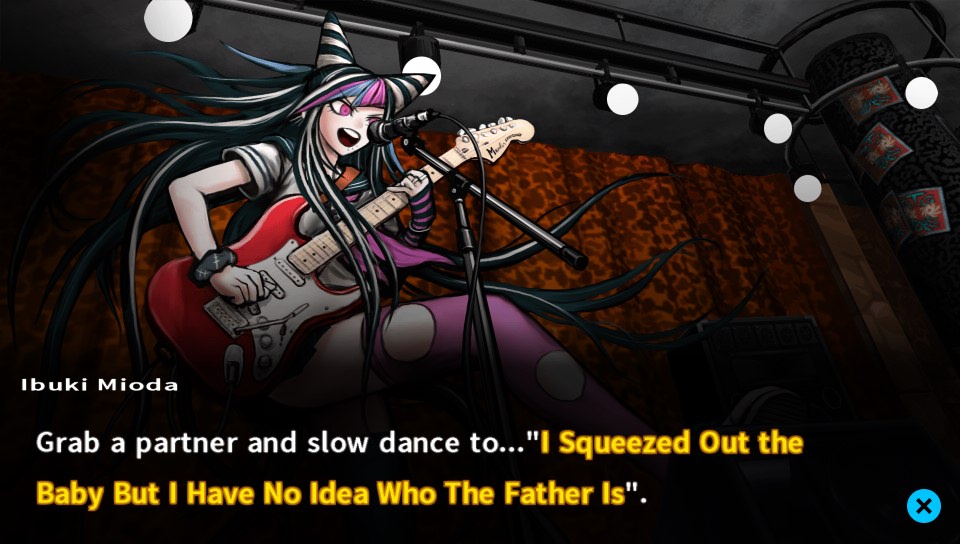 Ibuki Mioda
Grab a partner and slow dance to..."I Squeezed Out the
Baby But I Have No Idea Who The Father Is".